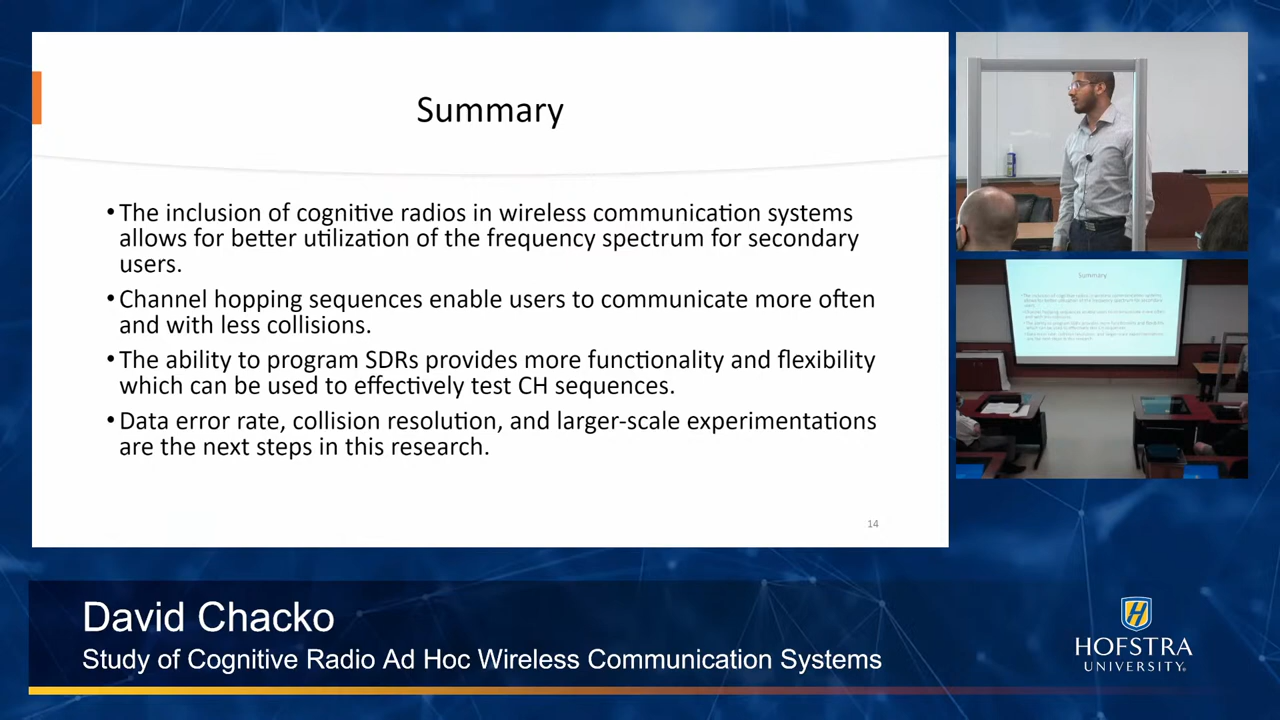 Summary
•The inclusion of cognitive radios in wireless communication systems
allows for better utilization of the frequency spectrum for secondary
users.
•Channel hopping sequences enable users to communicate more often
and with less collisions.
•The ability to program SDRs provides more functionality and flexibility
which can be used to effectively test CH sequences.
•Data error rate, collision resolution, and larger-scale experimentations
are the next steps in this research.
14
Summary
David Chacko
Study of Cognitive Radio Ad Hoc Wireless Communication Systems
H
HOFSTRA
UNIVERSITY®